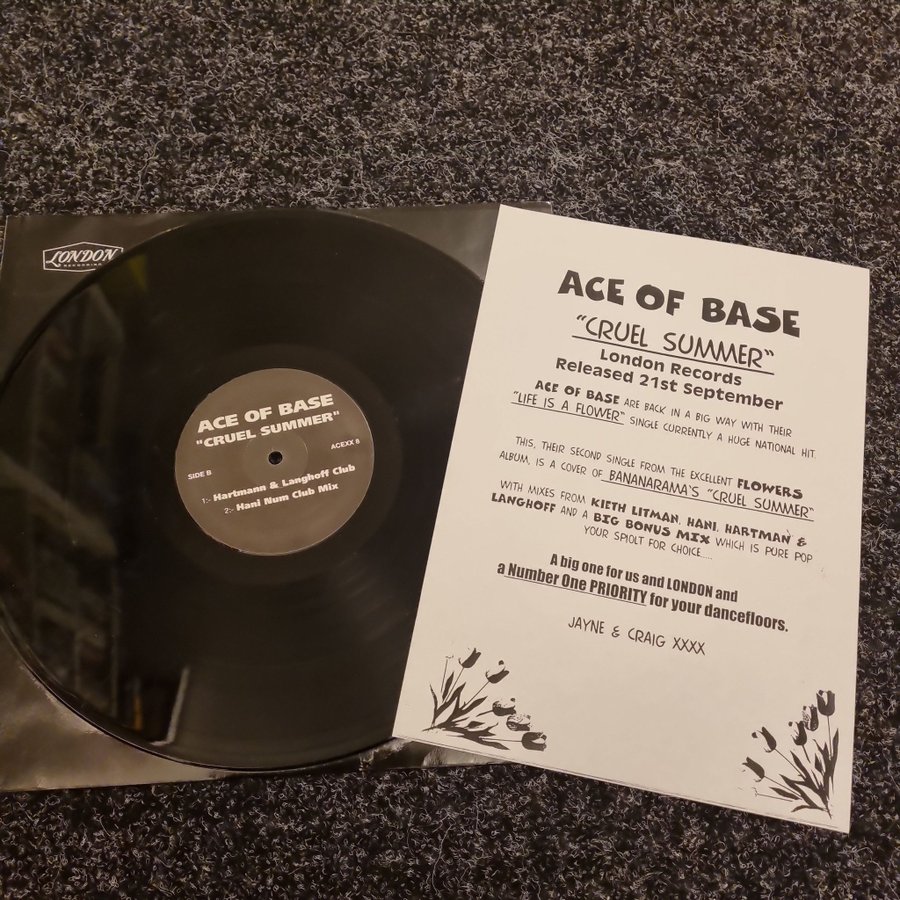 LONDON
RECORDINGS
ACE OF BASE
"CRUEL SUMMER"
SIDE B
ACEXX 8
1:- Hartmann & Langhoff Club
2:- Hani Num Club Mix
ACE OF BASE
"CRUEL SUMMER"
London Records
Released 21st September
ACE OF BASE ARE BACK IN A BIG WAY WITH THEIR
"LIFE IS A FLOWER" SINGLE CURRENTLY A HUGE NATIONAL HIT.
THIS, THEIR SECOND SINGLE FROM THE EXCELLENT FLOWERS
ALBUM, IS A COVER OF BANANARAMA'S "CRUEL SUMMER"
WITH MIXES FROM KIETH LITMAN, HANI, HARTMAN &
LANGHOFF AND A BIG BONUS MIX WHICH IS PURE POP
YOUR SPIOLT FOR CHOICE.....
A big one for us and LONDON and
a Number One PRIORITY for your dancefloors.
JAYNE & CRAIG XXXX